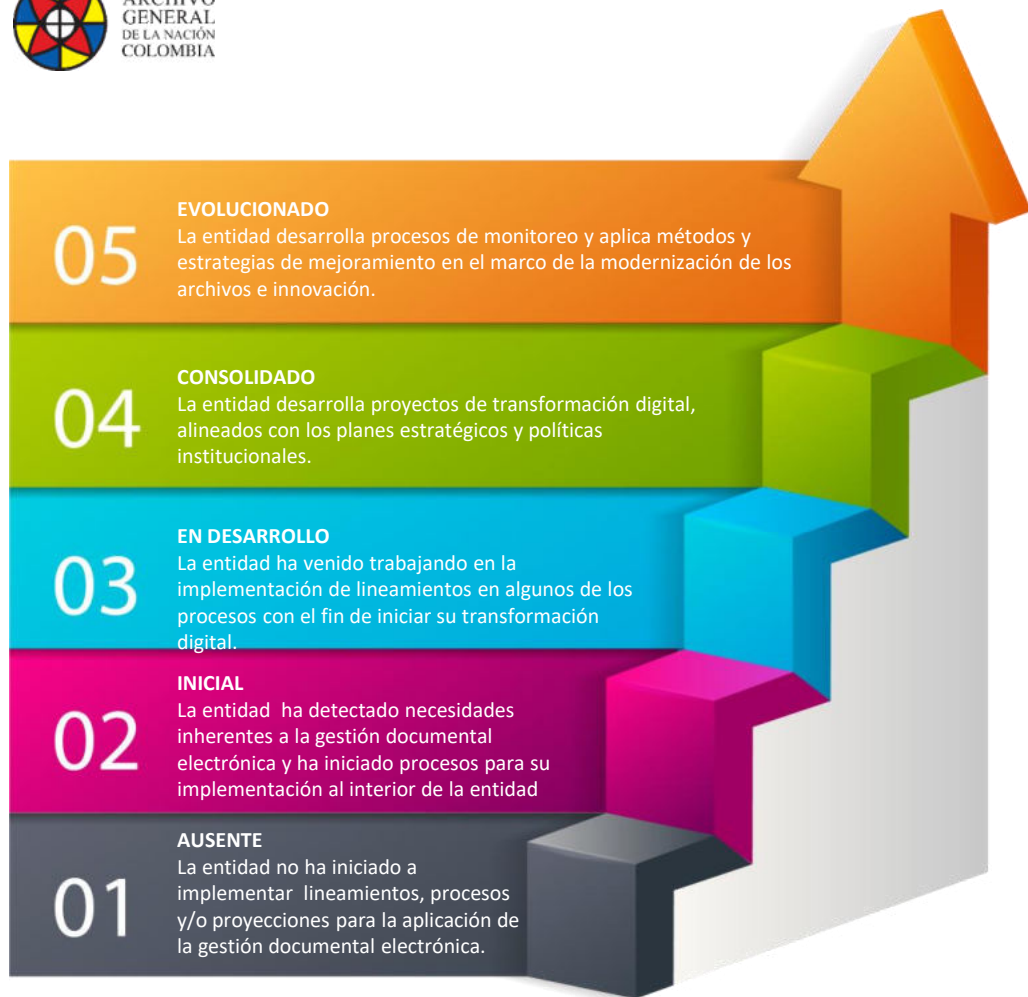 ARCHIVO
GENERAL
DE LA NACIÓN
COLOMBIA
05
EVOLUCIONADO
La entidad desarrolla procesos de monitoreo y aplica métodos y
estrategias de mejoramiento en el marco de la modernización de los
archivos e innovación.
04
CONSOLIDADO
La entidad desarrolla proyectos de transformación digital,
alineados con los planes estratégicos y políticas
institucionales.
03
EN DESARROLLO
La entidad ha venido trabajando en la
implementación de lineamientos en algunos de los
procesos con el fin de iniciar su transformación
digital.
02
INICIAL
La entidad  ha detectado necesidades
inherentes a la gestión documental
electrónica y ha iniciado procesos para su
implementación al interior de la entidad
01
AUSENTE
La entidad no ha iniciado a
implementar  lineamientos, procesos
y/o proyecciones para la aplicación de
la gestión documental electrónica.